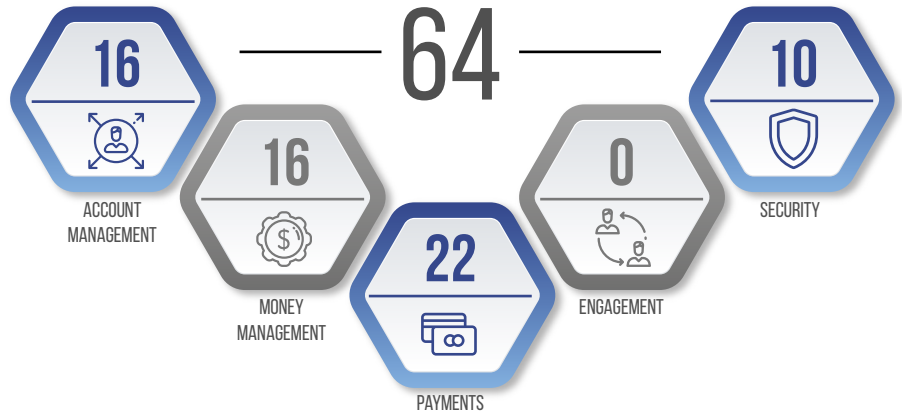 64
16
ACCOUNT
MANAGEMENT
16
$
MONEY
MANAGEMENT
22
PAYMENTS
0
ENGAGEMENT
10
SECURITY